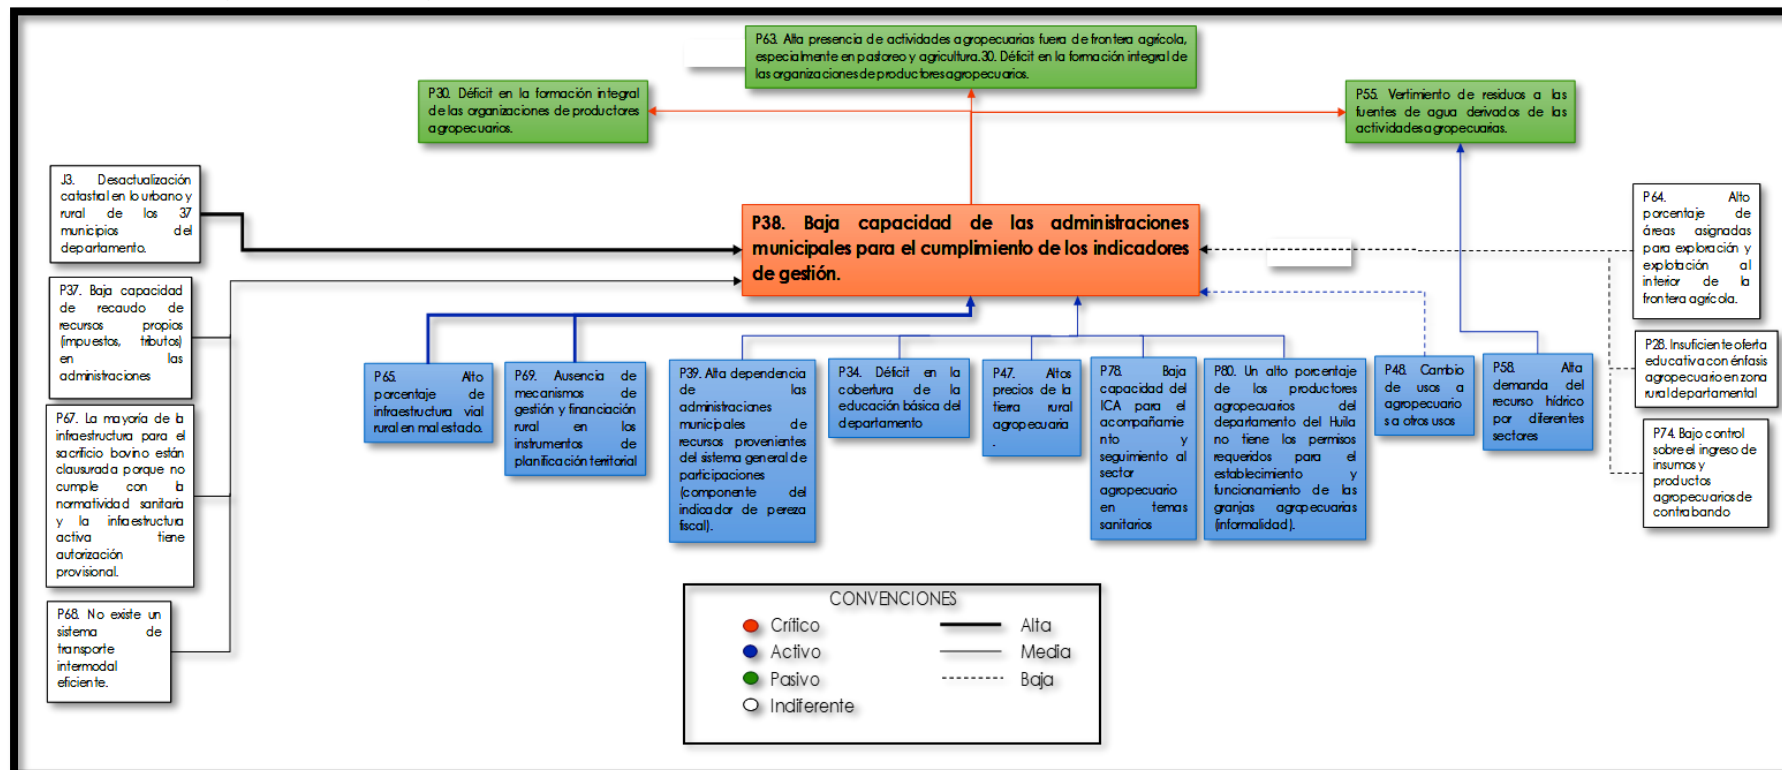 P63. Alta presencia de actividades agropecuarias fuera de frontera agrícola,
especialmente en pastoreo y agricultura.30. Déficit en la formación integral de
las organizaciones de productores agropecuarios.
P30. Déficit en la formación integral
de las organizaciones de productores
agropecuarios.
P55. Vertimiento de residuos a las
fuentes de agua derivados de las
actividades agropecuarias.
J3. Desactualización
catastral en lo urbano y
rural de los 37
municipios del
departamento.
P38. Baja capacidad de las administraciones
municipales para el cumplimiento de los indicadores
de gestión.
P64. Alto
porcentaje de
áreas asignadas
para exploración y
explotación al
interior de la
frontera agrícola.
P37. Baja capacidad
de recaudo de
recursos propios
(impuestos, tributos)
en las
administraciones
P67. La mayoría de la
infraestructura para el
sacrificio bovino están
clausurada porque no
cumple con la
normatividad sanitaria
y la infraestructura
activa tiene
autorización
provisional.
P68. No existe un
sistema de
transporte
intermodal
eficiente.
P65. Alto
porcentaje de
infraestructura vial
rural en mal estado.
P69. Ausencia de
mecanismos de
gestión y financiación
rural en los
instrumentos de
planificación territorial
P39. Alta dependencia
de las
administraciones
municipales de
recursos provenientes
del sistema general de
participaciones
(componente del
indicador de pereza
fiscal).
P34. Déficit en la
cobertura de la
educación básica del
departamento
P47. Altos
precios de la
tierra rural
agropecuaria
.
P78. Baja
capacidad del
ICA para el
acompañamie
nto y
seguimiento al
sector
agropecuario
en temas
sanitarios
P80. Un alto porcentaje
de los productores
agropecuarios del
departamento del Huila
no tiene los permisos
requeridos para el
establecimiento y
funcionamiento de las
granjas agropecuarias
(informalidad).
P48. Cambio
de usos a
agropecuario
s a otros usos
P58. Alta
demanda del
recurso hídrico
por diferentes
sectores
P28. Insuficiente oferta
educativa con énfasis
agropecuario en zona
rural departamental
P74. Bajo control
sobre el ingreso de
insumos y
productos
agropecuarios de
contrabando
CONVENCIONES
Crítico
Alta
Activo
Media
Pasivo
Baja
Indiferente